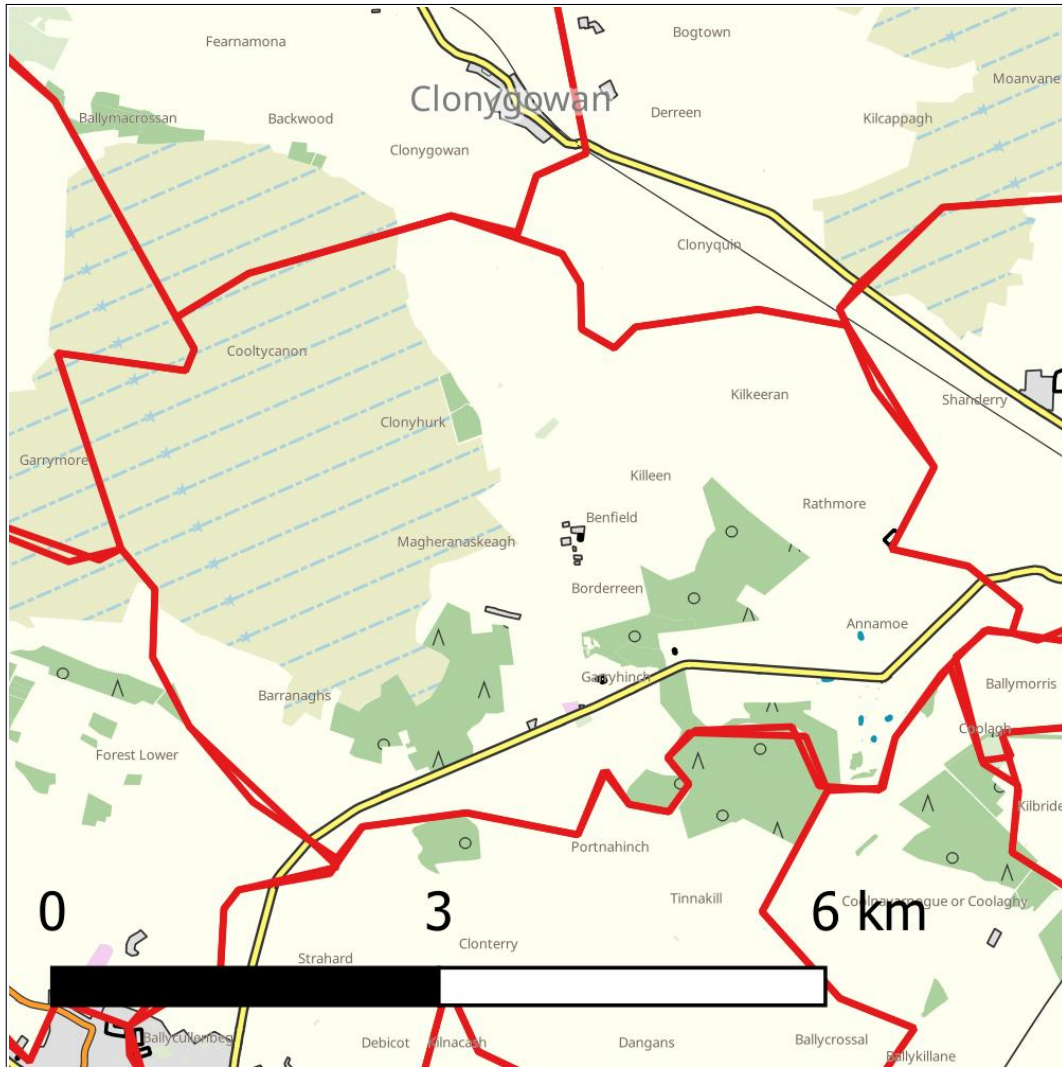 Bogtown
Fearnamona
Moanvane
Clonygowan
Derreen
Ballymacrossan
Backwood
Kilcappagh
Clonygowan
Clonyquin
Cooltycanon
Kilkeeran
Shanderry
Clonyhurk
Garrymore
Killeen
Rathmore
Benfield
Magheranaskeagh
Borderreen
Annamoe
Garryhinch
Ballymorris
Barranaghs
Coolagh
Forest Lower
Kilbride
Portnahinch
Tinnakill
0
3
6 km
Clonterry
Strahard
Ballycullenbeg
Debicot
Kilnacash
Dangans
Ballycrossal
Ballykillane